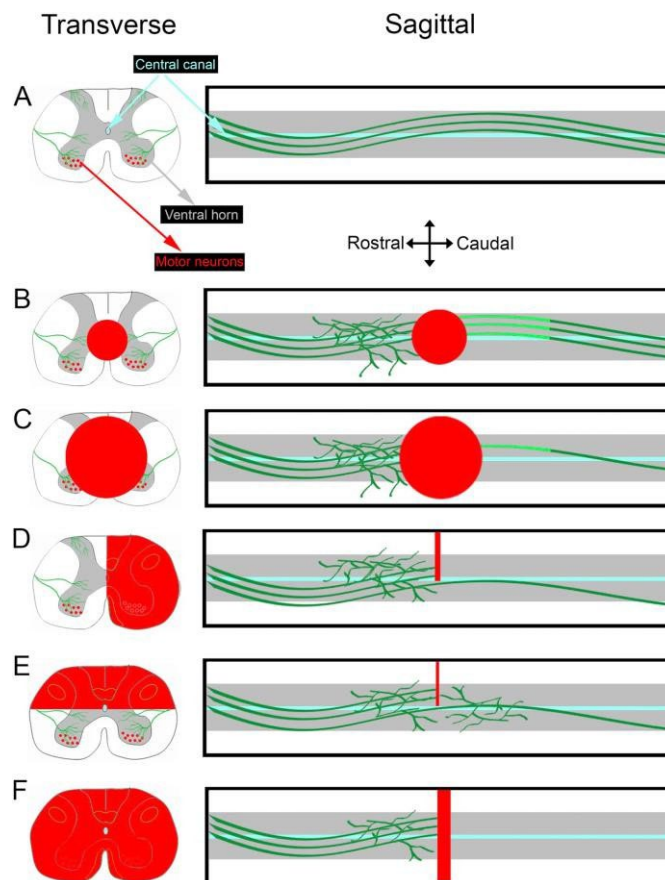 Transverse
Sagittal
Central canal
A
Ventral horn
Rostral
Caudal
Motor neurons
B
C
D
E
F